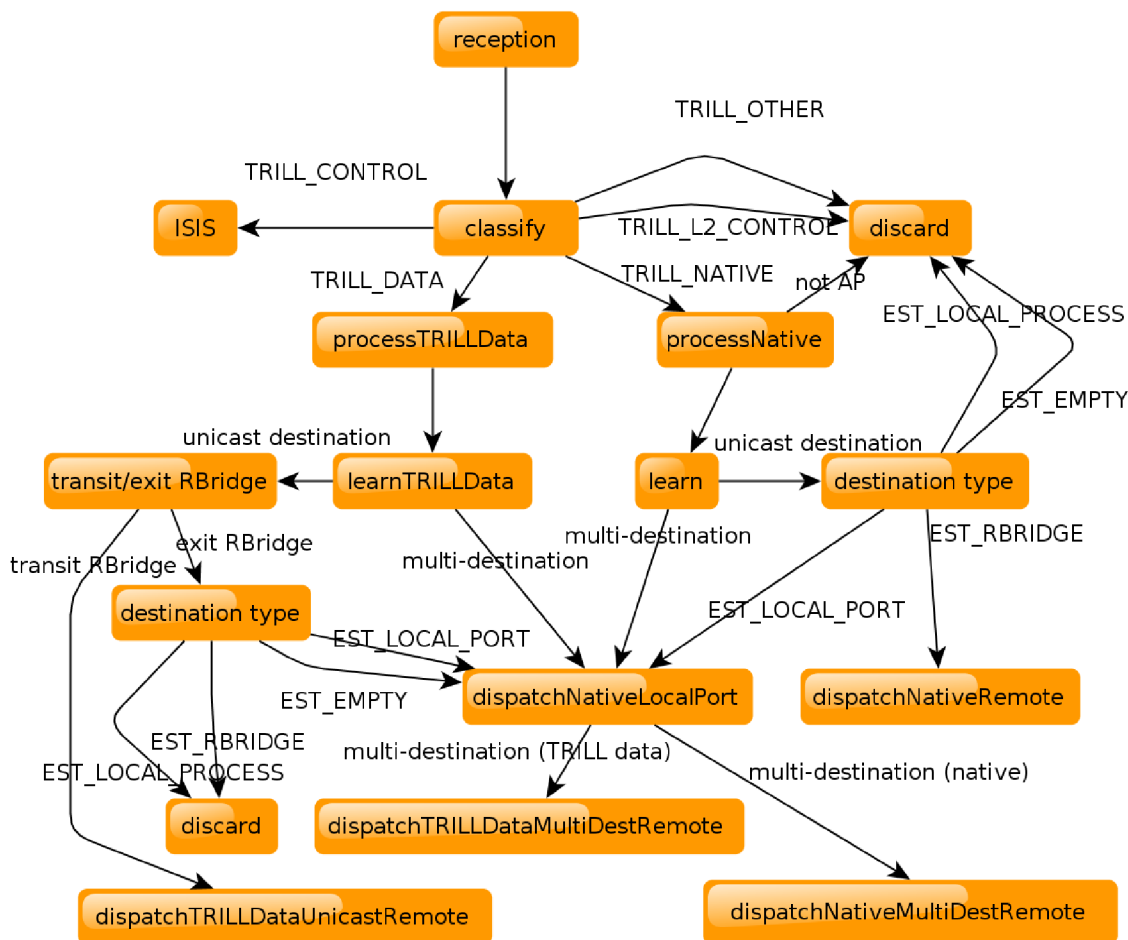 reception
TRILL_OTHER
TRILL_CONTROL
ISIS
classify
TRILL_L2_CONTROL
discard
TRILL_DATA
TRILL_NATIVE
not AP
EST_LOCAL_PROCESS
processTRILLData
processNative
EST_EMPTY
unicast destination
unicast destination
transit/exit RBridge
learnTRILLData
learn
destination type
exit RBridge
multi-destination
EST_RBRIDGE
transit RBridge
multi-destination
destination type
EST_LOCAL_PORT
EST_LOCAL_PORT
EST_EMPTY
dispatchNativeLocalPort
dispatchNativeRemote
EST_RBRIDGE
multi-destination (TRILL data)
EST_LOCAL_PROCESS
multi-destination (native)
discard
dispatchTRILLDataMultiDestRemote
dispatchTRILLDataUnicastRemote
dispatchNativeMultiDestRemote